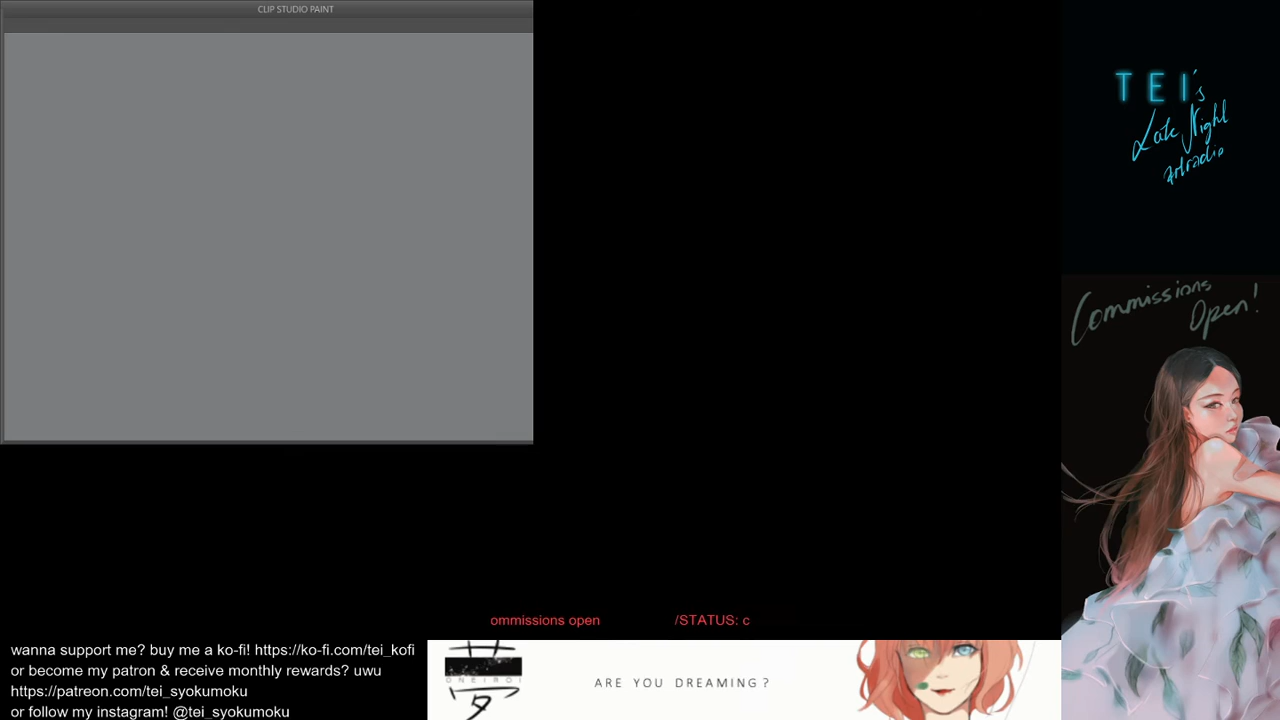 CLIP STUDIO PAINT
TEI's
Late Night
Artradio
Commissions
Open!
ommissions open /STATUS: c
wanna support me? buy me a ko-fi! https://ko-fi.com/tei_kofi
or become my patron & receive monthly rewards? uwu
https://patreon.com/tei_syokumoku
or follow my instagram! @tei_syokumoku
夢
ONEIROI
ARE YOU DREAMING?